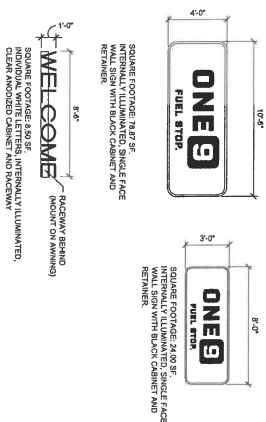 10'-6"
4'-0"
ONE9
FUEL STOP.
SQUARE FOOTAGE: 78.87 SF.
INTERNALLY ILLUMINATED, SINGLE FACE
WALL SIGN WITH BLACK CABINET AND
RETAINER.
8'-0"
3'-0"
ONE9
FUEL STOP.
SQUARE FOOTAGE: 24.00 SF.
INTERNALLY ILLUMINATED, SINGLE FACE
WALL SIGN WITH BLACK CABINET AND
RETAINER.
8'-6"
1'-0"
WELCOME
RACEWAY BEHIND
(MOUNT ON AWNING)
SQUARE FOOTAGE: 8.50 SF.
INDIVIDUAL WHITE LETTERS, INTERNALLY ILLUMINATED,
CLEAR ANODIZED CABINET AND RACEWAY